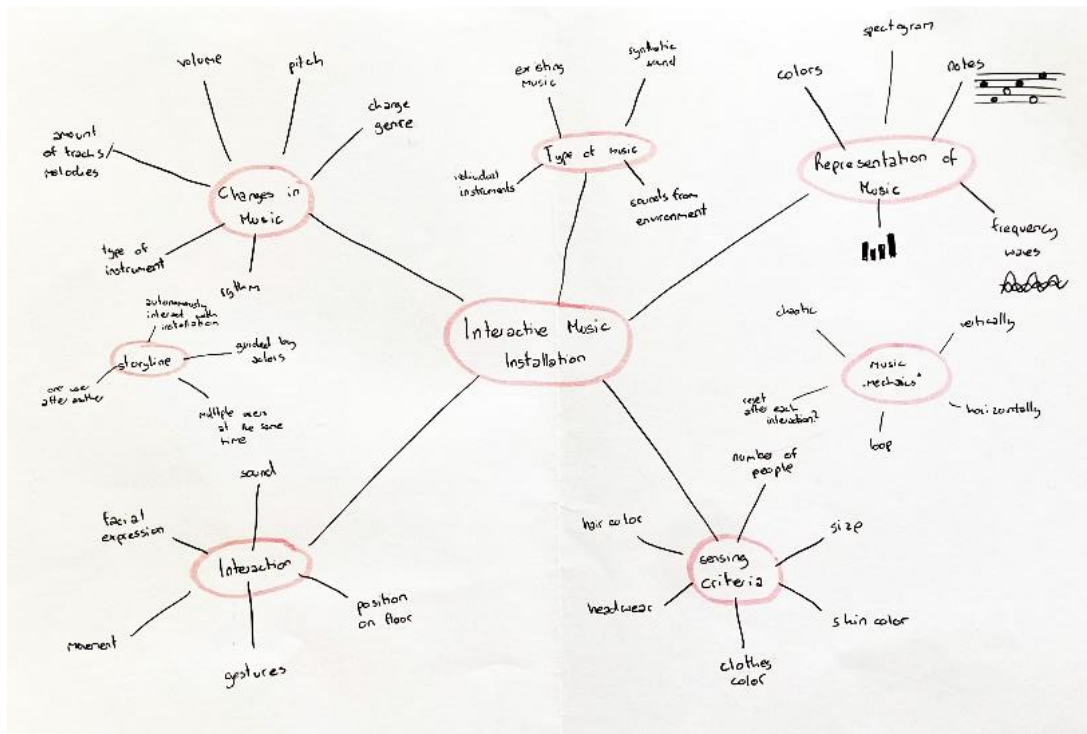 volume
pitch
change
genre
amount
of tracks
melodies
Changes in
Music
type of
instrument
rythm
existing
Music
synthetic
sound
Type of music
individual
instruments
sounds from
environment
spectogram
colors
notes
Representation of
Music
frequency
waves
Interactive Music
Installation
autonomously
interact with
installation
storyline
guided by
actors
one user
after another
multiple users
at the same
time
chaotic
vertically
Music
"Mechanics"
reset
after each
interaction?
horizontally
loop
sound
facial
expression
Interaction
movement
gestures
position
on floor
number of
people
hair color
size
sensing
criteria
headwear
skin color
clothes
color